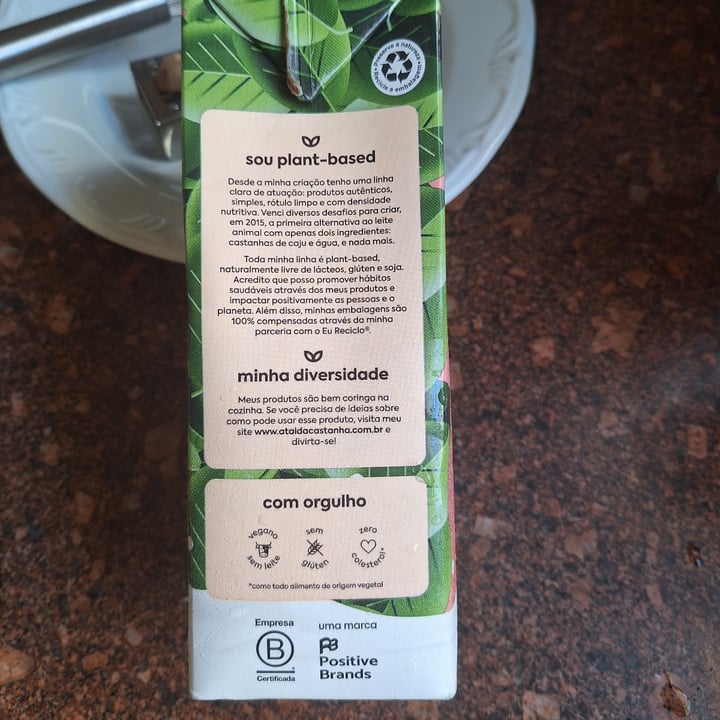 Preserve a natureza
Recicle a embalagem
sou plant-based
Desde a minha criação tenho uma linha
clara de atuação: produtos autênticos,
simples, rótulo limpo e com densidade
nutritiva. Venci diversos desafios para criar,
em 2015, a primeira alternativa ao leite
animal com apenas dois ingredientes:
castanhas de caju e água, e nada mais.
Toda minha linha é plant-based,
naturalmente livre de lácteos, glúten e soja.
Acredito que posso promover hábitos
saudáveis através dos meus produtos e
impactar positivamente as pessoas e o
planeta. Além disso, minhas embalagens são
100% compensadas através da minha
parceria com o Eu Reciclo®.
minha diversidade
Meus produtos são bem coringa na
cozinha. Se você precisa de ideias sobre
como pode usar esse produto, visita meu
site www.ataldacastanha.com.br e
divirta-se!
com orgulho
vegano
sem leite
sem
glúten
zero
colesterol*
*como todo alimento de origem vegetal
Empresa
B
Certificada
uma marca
Positive
Brands